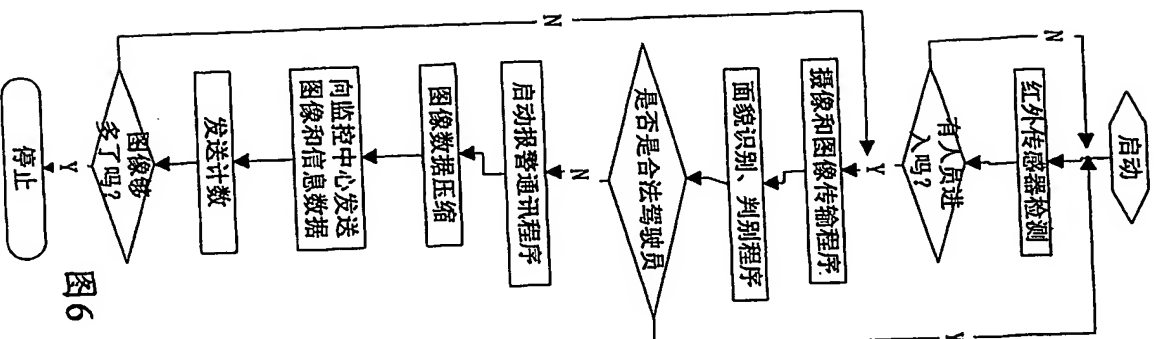 启动
N
红外传感器检测
有人员进
入吗？
Y
摄像和图像传输程序
面貌识别、判别程序
是否是合法驾驶员
Y
N
启动报警通讯程序
图像数据压缩
向监控中心发送
图像和信息数据
发送计数
图像够
多了吗？
N
Y
停止
图6